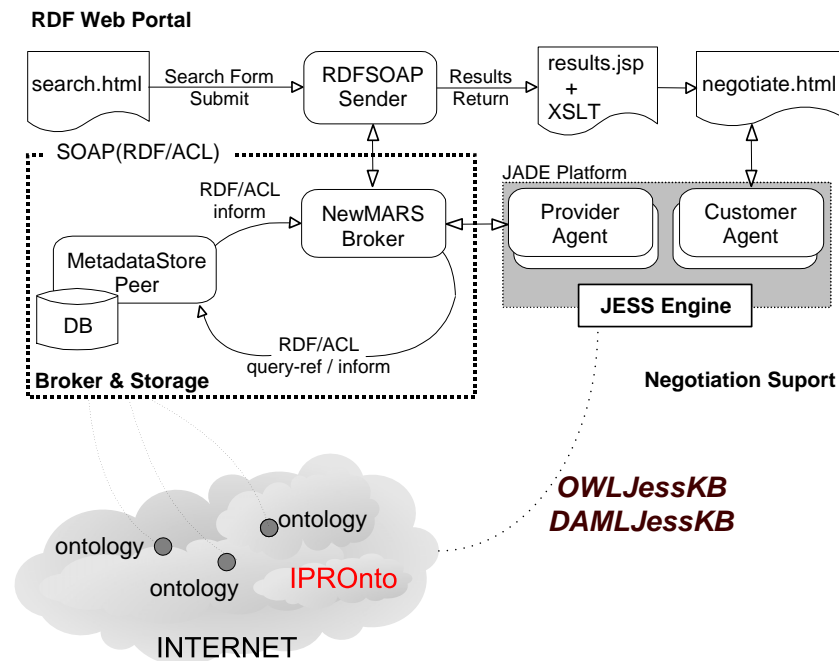 RDF Web Portal
search.html
Search Form
Submit
RDFSOAP
Sender
Results
Return
results.jsp
+
XSLT
negotiate.html
SOAP(RDF/ACL)
JADE Platform
RDF/ACL
inform
NewMARS
Broker
Provider
Agent
Customer
Agent
MetadataStore
Peer
DB
JESS Engine
RDF/ACL
query-ref / inform
Broker & Storage
Negotiation Suport
OWLJessKB
DAMLJessKB
ontology
ontology
ontology
IPROnto
INTERNET